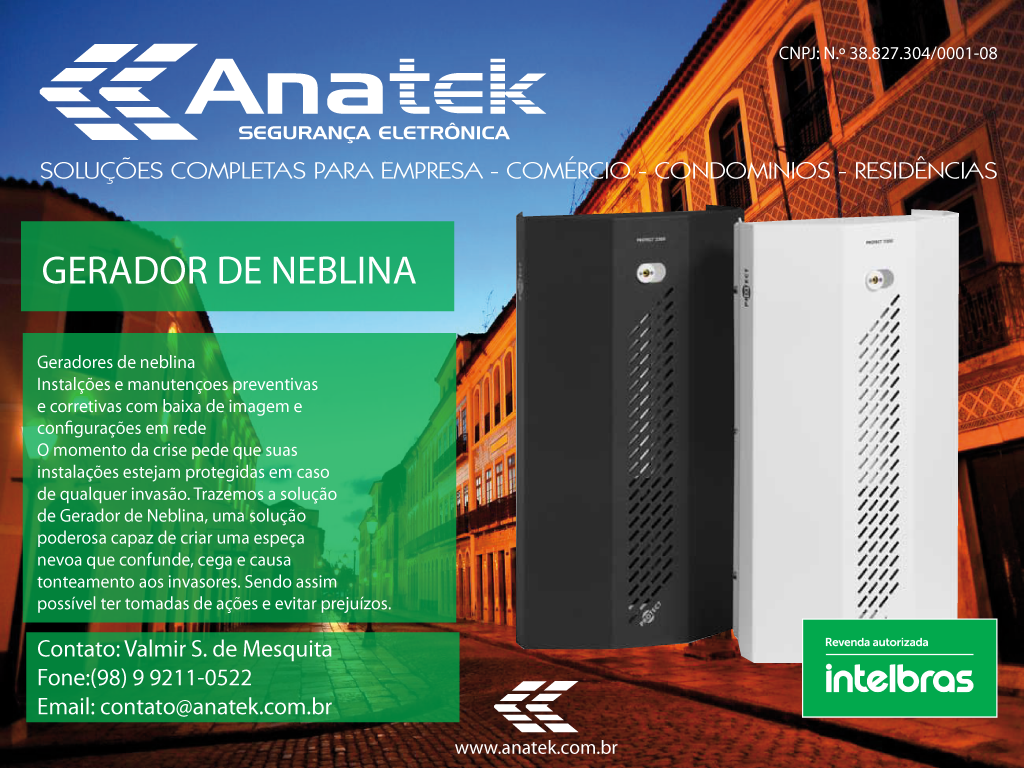 Anatek
SEGURANÇA ELETRÔNICA
CNPJ: N.º 38.827.304/0001-08
SOLUÇÕES COMPLETAS PARA EMPRESA - COMÉRCIO - CONDOMINIOS - RESIDÊNCIAS
GERADOR DE NEBLINA
Geradores de neblina
Instalções e manutençoes preventivas
e corretivas com baixa de imagem e
configurações em rede
O momento da crise pede que suas
instalações estejam protegidas em caso
de qualquer invasão. Trazemos a solução
de Gerador de Neblina, uma solução
poderosa capaz de criar uma espeça
nevoa que confunde, cega e causa
tonteamento aos invasores. Sendo assim
possível ter tomadas de ações e evitar prejuízos.
Contato: Valmir S. de Mesquita
Fone:(98) 9 9211-0522
Email: contato@anatek.com.br
PROTECT
PROTECT
PROTECT
Revenda autorizada
intelbras
www.anatek.com.br